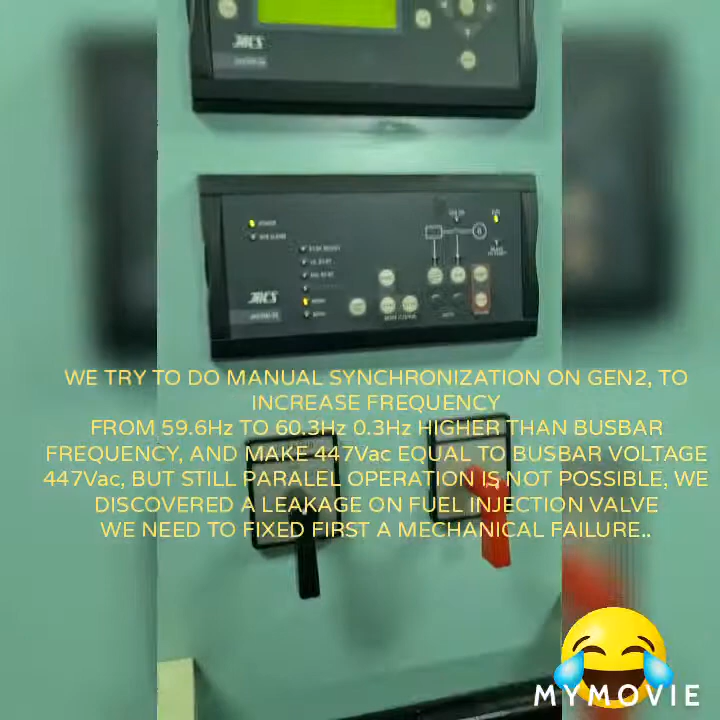 JRCS
JRCS
WE TRY TO DO MANUAL SYNCHRONIZATION ON GEN2, TO
INCREASE FREQUENCY
FROM 59.6Hz TO 60.3Hz 0.3Hz HIGHER THAN BUSBAR
FREQUENCY, AND MAKE 447Vac EQUAL TO BUSBAR VOLTAGE
447Vac, BUT STILL PARALEL OPERATION IS NOT POSSIBLE, WE
DISCOVERED A LEAKAGE ON FUEL INJECTION VALVE
WE NEED TO FIXED FIRST A MECHANICAL FAILURE..
MYMOVIE